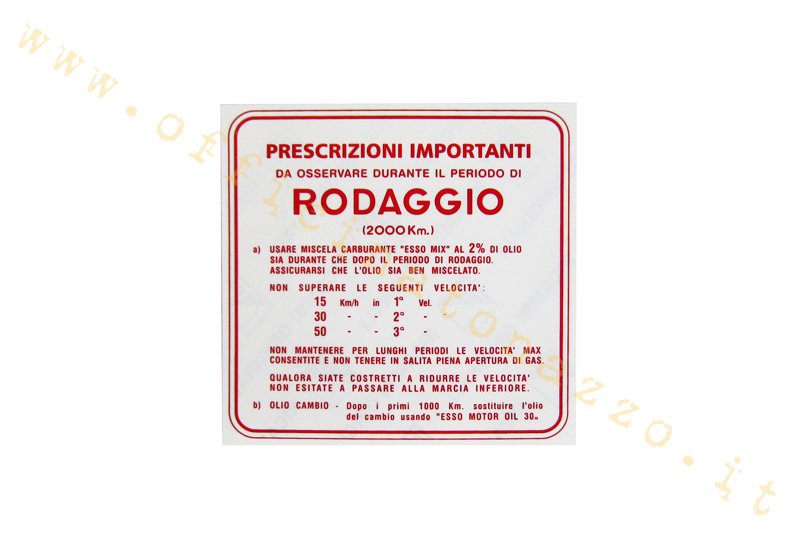 www.officinatonazzo.it
PRESCRIZIONI IMPORTANTI
DA OSSERVARE DURANTE IL PERIODO DI
RODAGGIO
(2000 Km.)
a) USARE MISCELA CARBURANTE "ESSO MIX" AL 2% DI OLIO
SIA DURANTE CHE DOPO IL PERIODO DI RODAGGIO.
ASSICURARSI CHE L'OLIO SIA BEN MISCELATO.
NON SUPERARE LE SEGUENTI VELOCITA':
15 Km/h in 1ª Vel.
30 - - 2ª - -
50 - - 3ª -
NON MANTENERE PER LUNGHI PERIODI LE VELOCITA' MAX
CONSENTITE E NON TENERE IN SALITA PIENA APERTURA DI GAS.
QUALORA SIATE COSTRETTI A RIDURRE LE VELOCITA'
NON ESITATE A PASSARE ALLA MARCIA INFERIORE.
b) OLIO CAMBIO - Dopo i primi 1000 Km. sostituire l'olio
del cambio usando "ESSO MOTOR OIL 30„